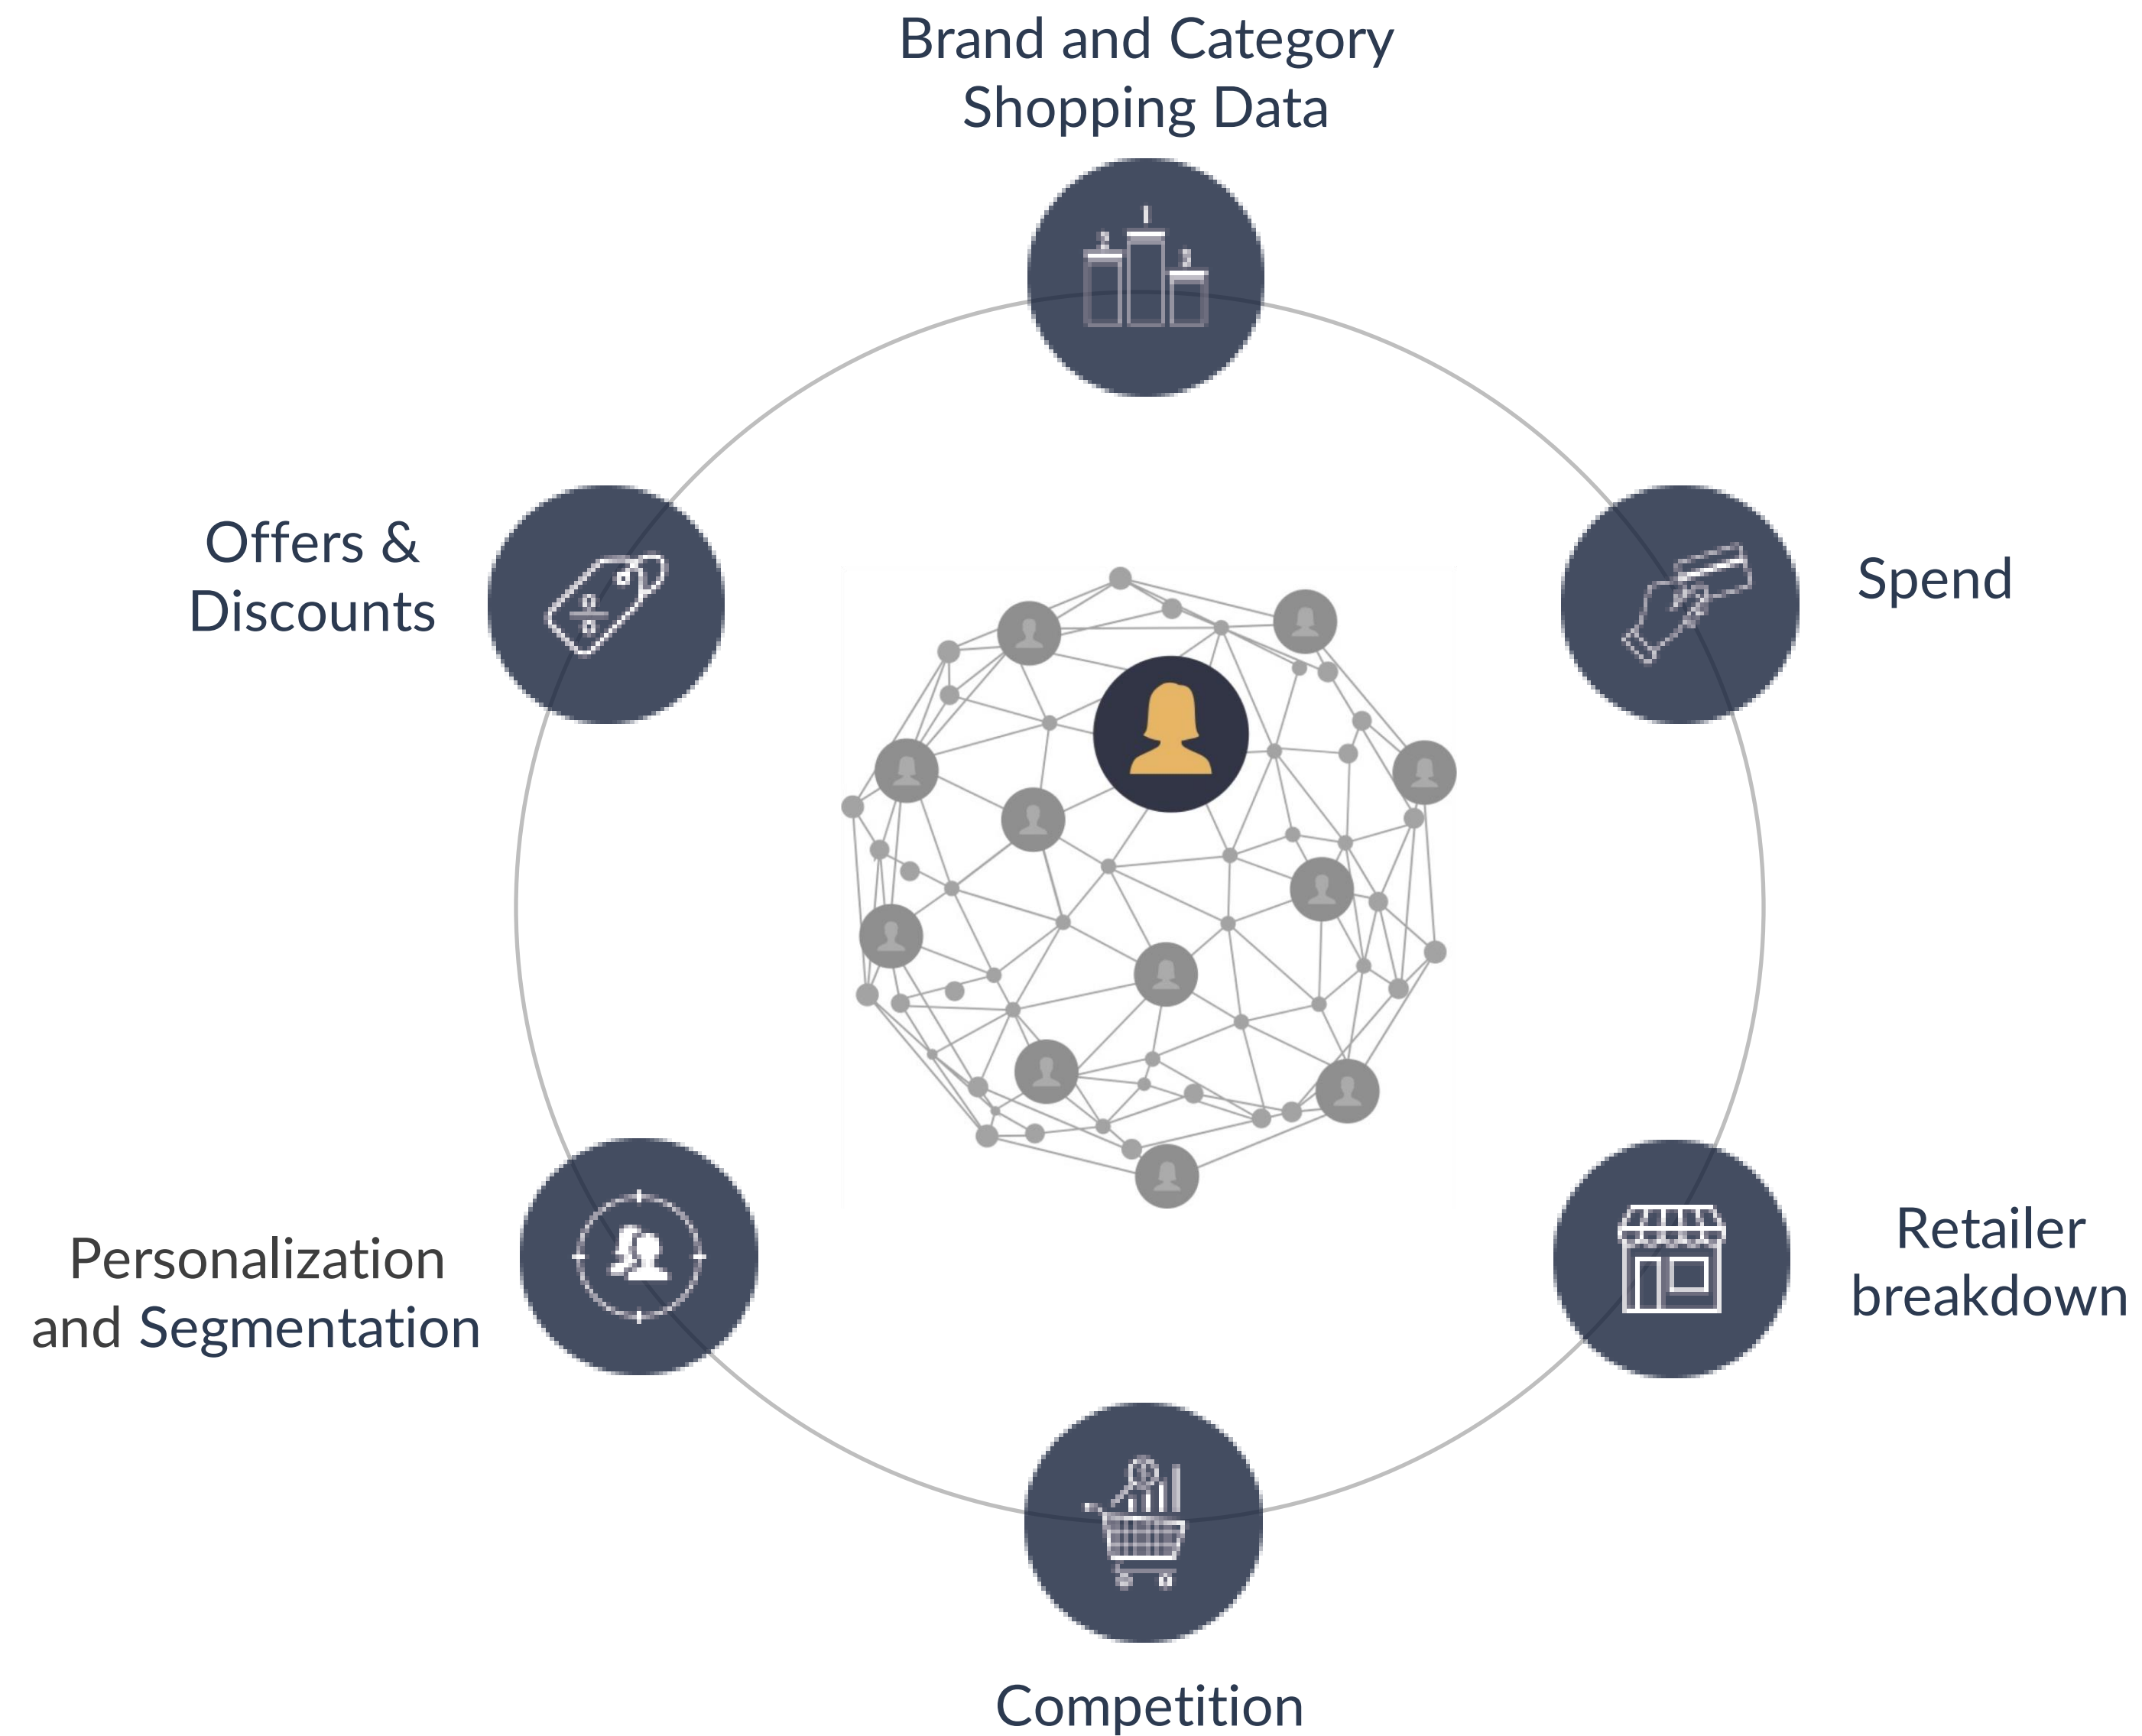 Brand and Category
Shopping Data
Offers &
Discounts
Spend
Personalization
and Segmentation
Retailer
breakdown
Competition